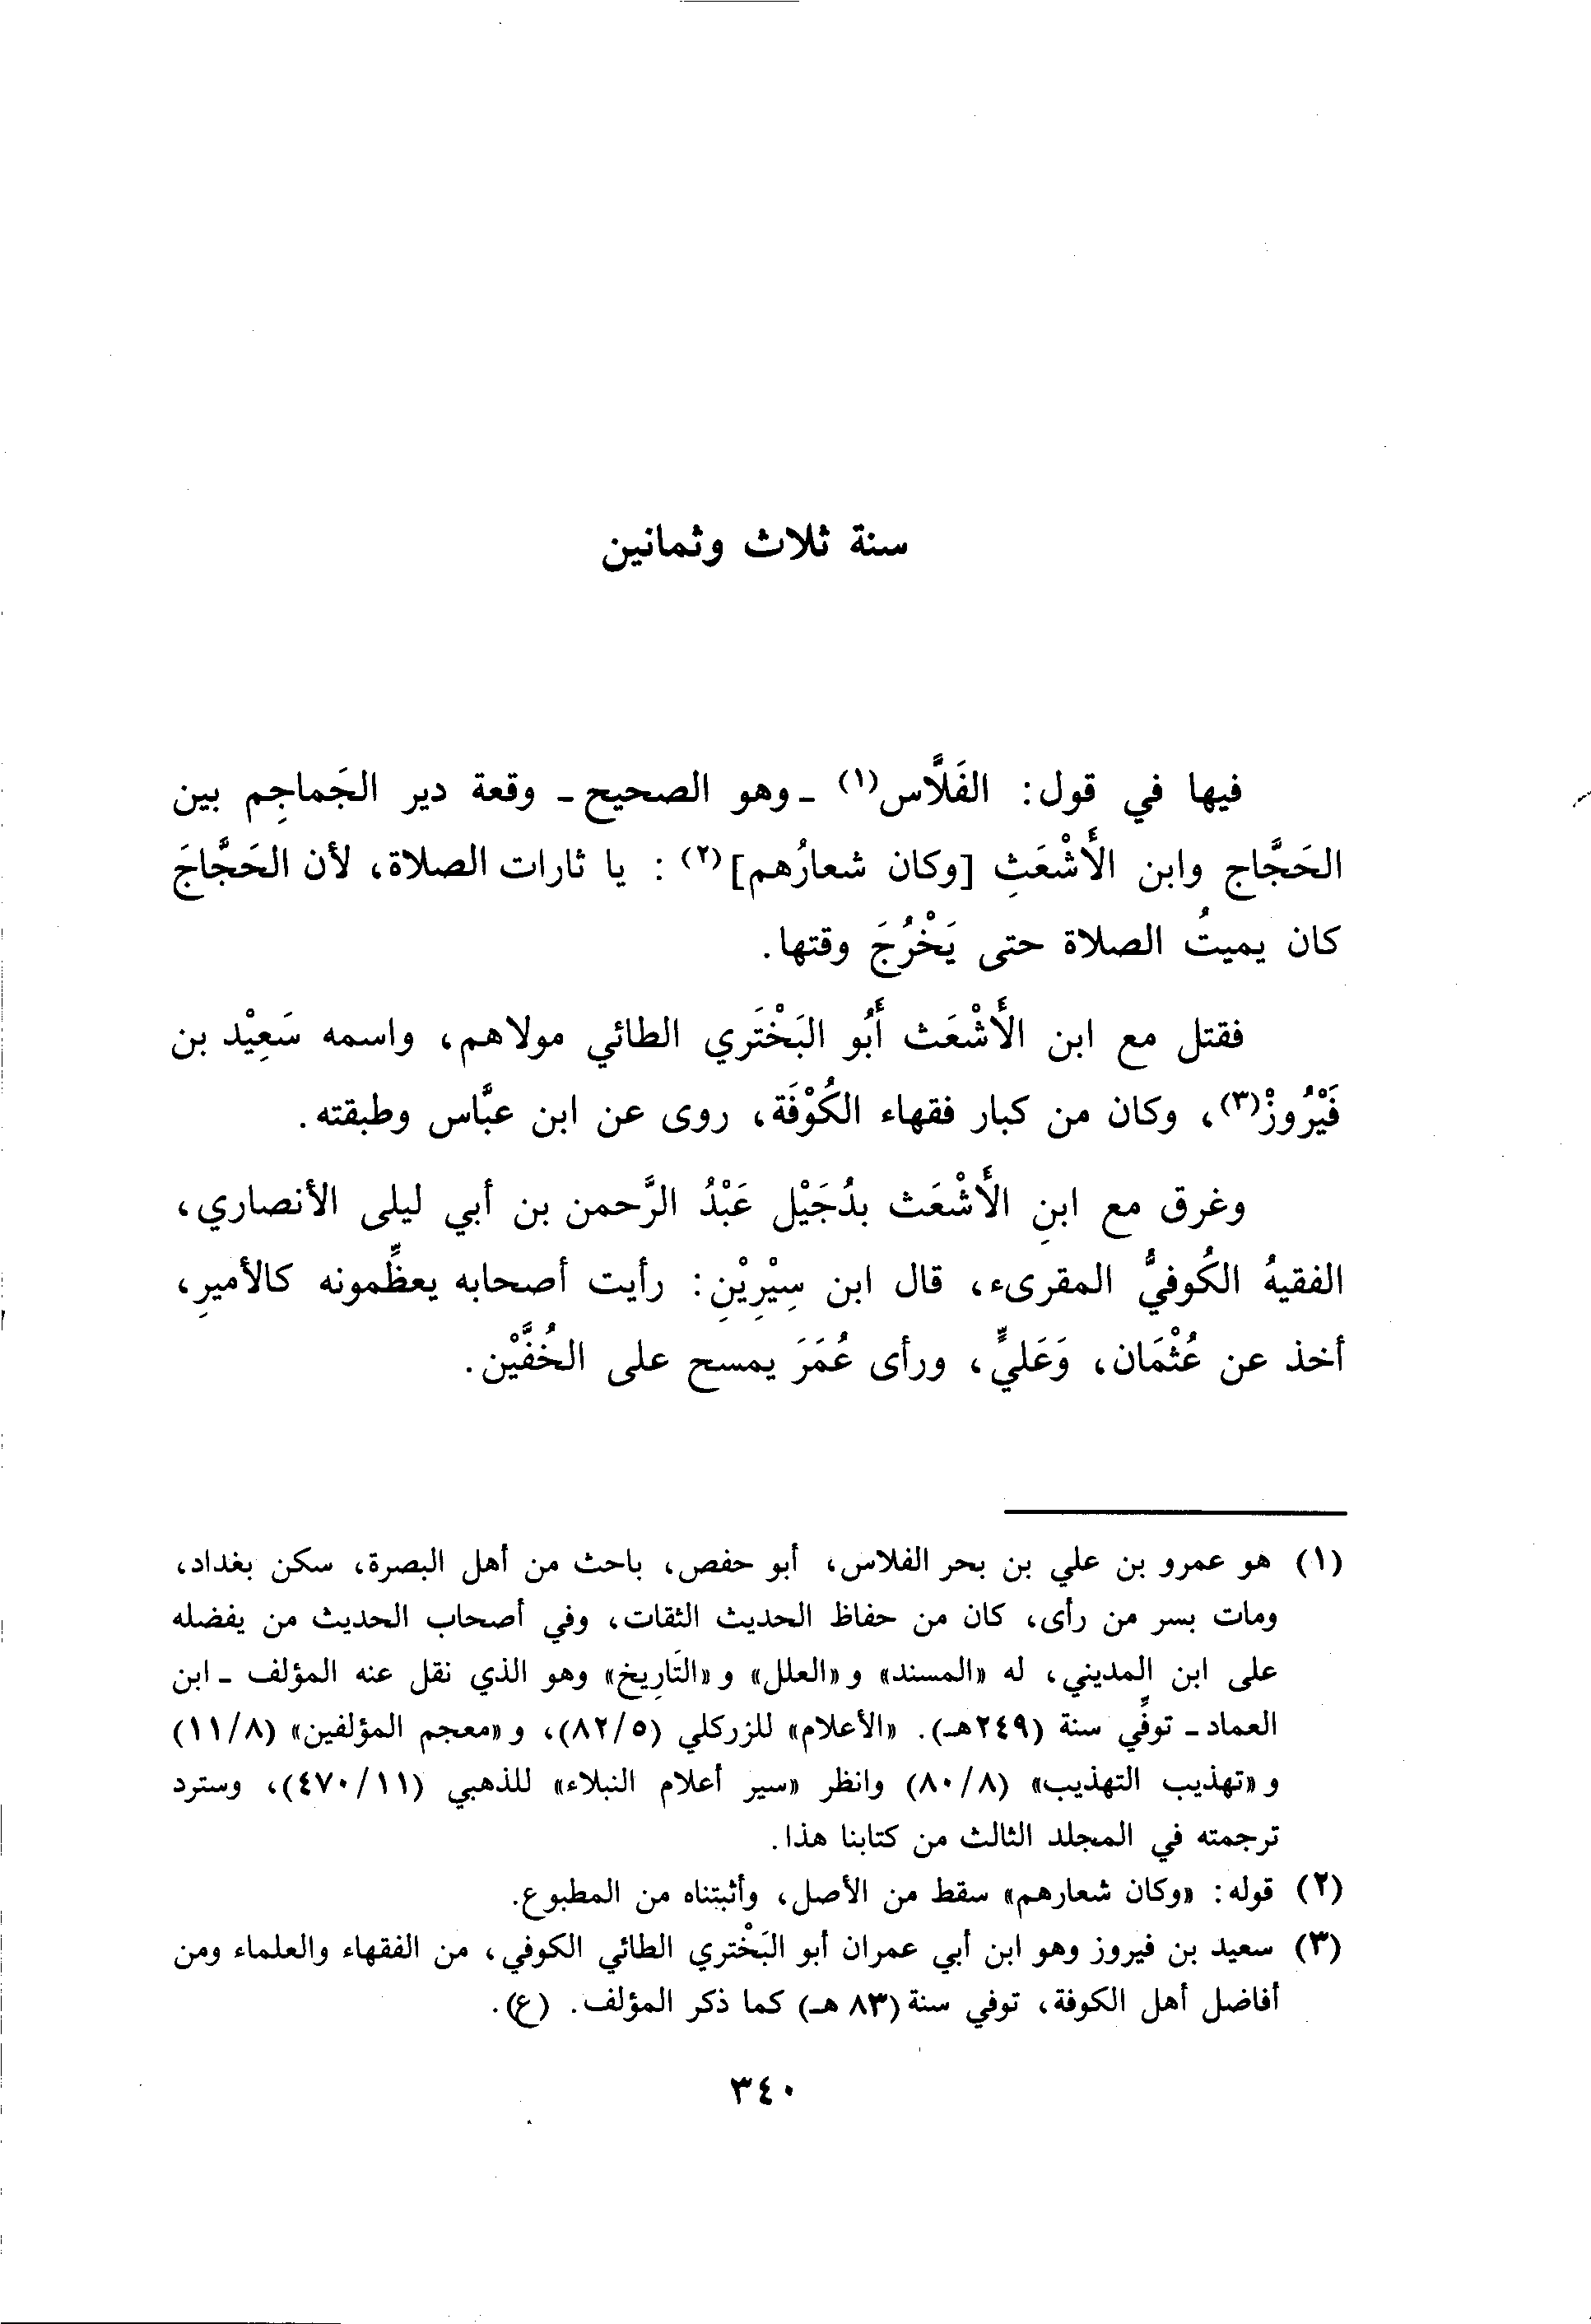 سنة ثلاث وثمانين
فيها في قول: الفَلَّاس(١) ـ وهو الصحيح ـ وقعة دير الجَماجِم بين
الحَجَّاج وابن الأَشْعَثِ [وكان شعارُهم](٢) : يا ثارات الصلاة، لأن الحَجَّاجَ
كان يميتُ الصلاة حتى يَخْرُجَ وقتها.
فقتل مع ابن الأَشْعَث أَبُو البَخْتَري الطائي مولاهم، واسمه سَعِيْد بن
فَيْرُوزْ(٣)، وكان من كبار فقهاء الكُوْفَة، روى عن ابن عبَّاس وطبقته.
وغرق مع ابنِ الأَشْعَث بدُجَيْل عَبْدُ الرَّحمن بن أبي ليلى الأنصاري،
الفقيهُ الكُوفيُّ المقرىء، قال ابن سِيْرِيْنِ: رأيت أصحابه يعظِّمونه كالأميرِ،
أخذ عن عُثْمَان، وَعَليٍّ، ورأى عُمَرَ يمسح على الخُفَّيْن.
(١) هو عمرو بن علي بن بحر الفلاس، أبو حفص، باحث من أهل البصرة، سكن بغداد،
ومات بسر من رأى، كان من حفاظ الحديث الثقات، وفي أصحاب الحديث من يفضله
على ابن المديني، له «المسند» و «العلل» و «التَاريخ» وهو الذي نقل عنه المؤلف ـ ابن
العماد ـ توفِّي سنة (٢٤٩هـ). «الأعلام» للزركلي (٨٢/٥)، و «معجم المؤلفين» (١١/٨)
و «تهذيب التهذيب» (٨٠/٨) وانظر «سير أعلام النبلاء» للذهبي (٤٧٠/١١)، وسترد
ترجمته في المجلد الثالث من كتابنا هذا.
(٢) قوله: «وكان شعارهم» سقط من الأصل، وأثبتناه من المطبوع.
(٣) سعيد بن فيروز وهو ابن أبي عمران أبو البَخْتري الطائي الكوفي، من الفقهاء والعلماء ومن
أفاضل أهل الكوفة، توفي سنة (٨٣ هـ) كما ذكر المؤلف. (ع).
٣٤٠